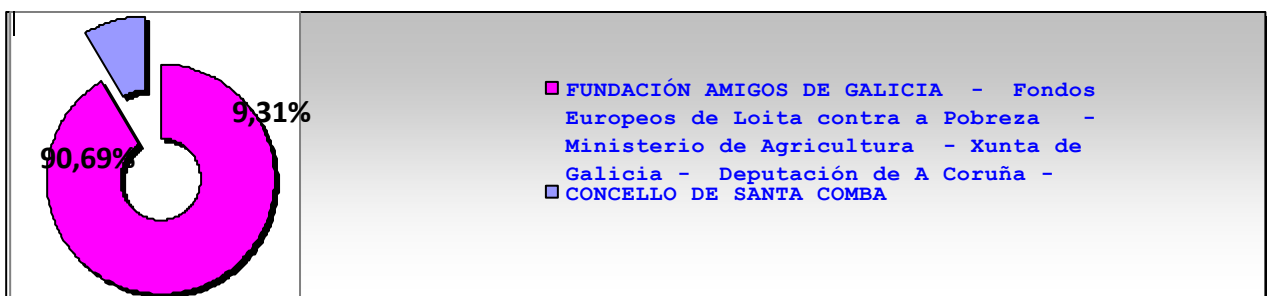 9,31%
90,69%
FUNDACIÓN AMIGOS DE GALICIA - Fondos
Europeos de Loita contra a Pobreza -
Ministerio de Agricultura - Xunta de
Galicia - Deputación de A Coruña -
CONCELLO DE SANTA COMBA